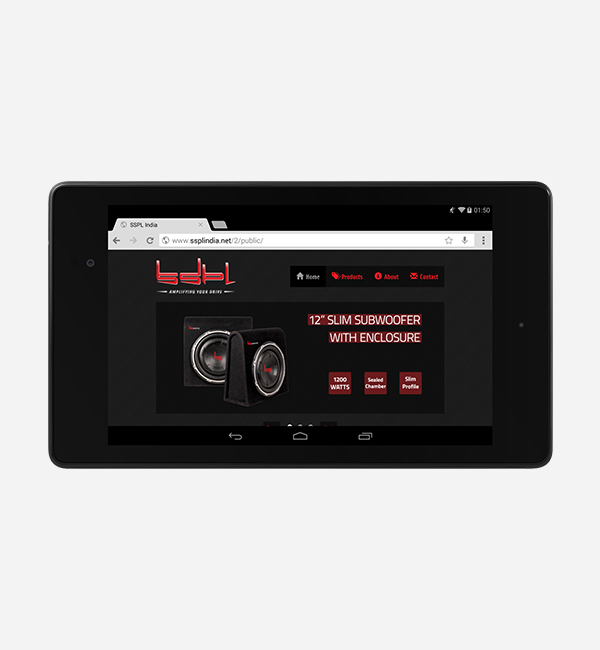 01:50
SSPL India
www.ssplindia.net/2/public/
AMPLIFYING YOUR DRIVE
Home Products About Contact
12" SLIM SUBWOOFER
WITH ENCLOSURE
1200 WATTS
Sealed Chamber
Slim Profile